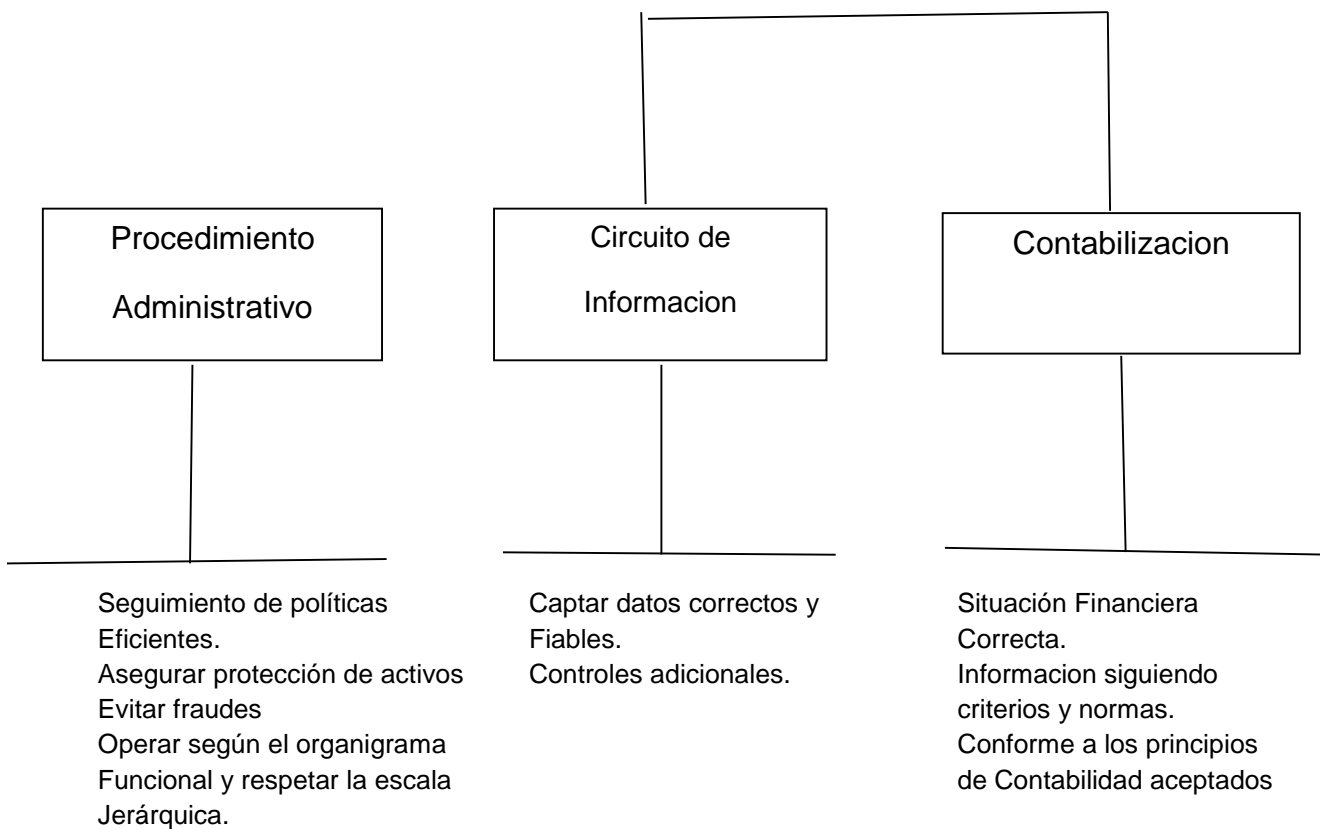 Procedimiento
Administrativo
Circuito de
Informacion
Contabilizacion
Seguimiento de políticas
Eficientes.
Asegurar protección de activos
Evitar fraudes
Operar según el organigrama
Funcional y respetar la escala
Jerárquica.
Captar datos correctos y
Fiables.
Controles adicionales.
Situación Financiera
Correcta.
Informacion siguiendo
criterios y normas.
Conforme a los principios
de Contabilidad aceptados